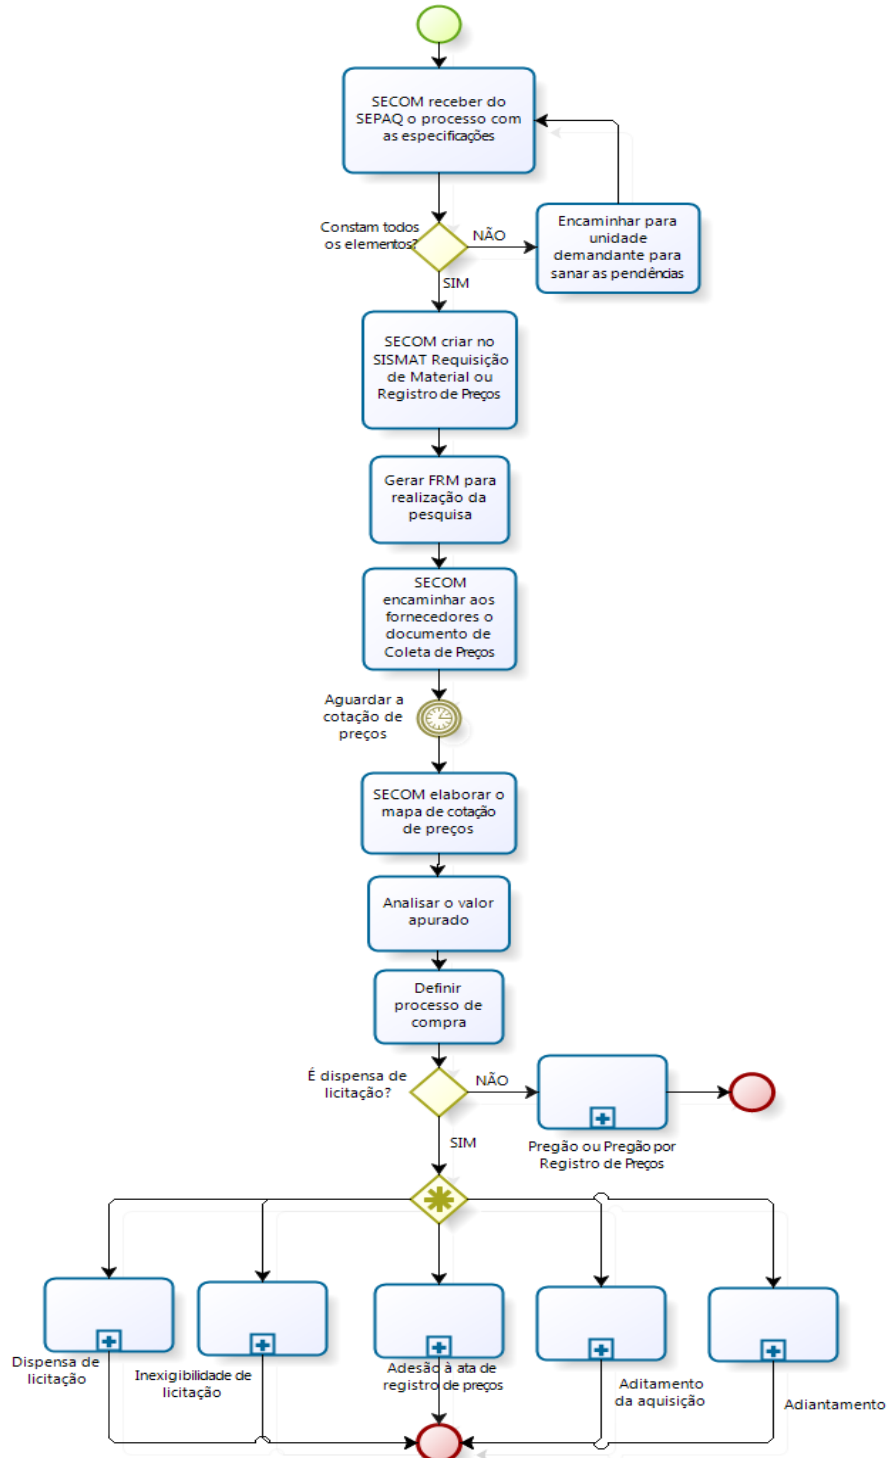 SECOM receber do
SEPAQ o processo com
as especificações
Constam todos
os elementos?
NÃO
Encaminhar para
unidade
demandante para
sanar as pendências
SIM
SECOM criar no
SISMAT Requisição
de Material ou
Registro de Preços
Gerar FRM para
realização da
pesquisa
SECOM
encaminhar aos
fornecedores o
documento de
Coleta de Preços
Aguardar a
cotação de
preços
SECOM elaborar o
mapa de cotação
de preços
Analisar o valor
apurado
Definir
processo de
compra
É dispensa de
licitação?
NÃO
Pregão ou Pregão por
Registro de Preços
SIM
Dispensa de
licitação
Inexigibilidade de
licitação
Adesão à ata de
registro de preços
Aditamento
da aquisição
Adiantamento